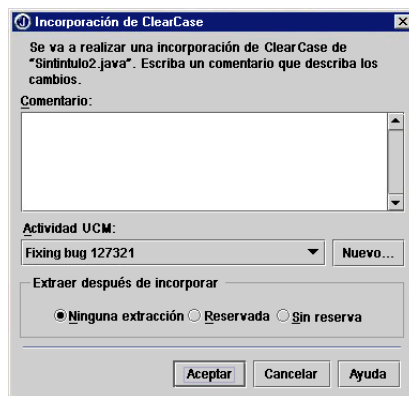 Incorporación de ClearCase
Se va a realizar una incorporación de ClearCase de
"Sintintulo2.java". Escriba un comentario que describa los
cambios.
Comentario:
Actividad UCM:
Fixing bug 127321
Nuevo...
Extraer después de incorporar
Ninguna extracción Reservada Sin reserva
Aceptar Cancelar Ayuda